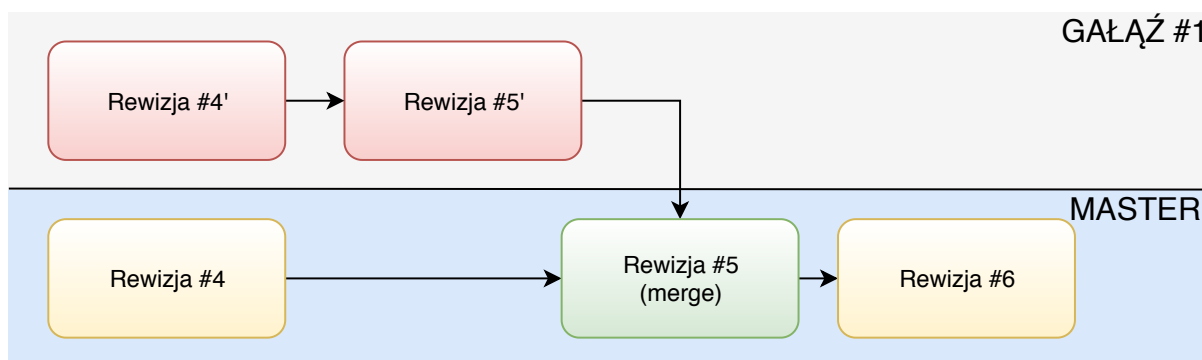 GAŁĄŹ #1
Rewizja #4'
Rewizja #5'
MASTER
Rewizja #4
Rewizja #5
(merge)
Rewizja #6